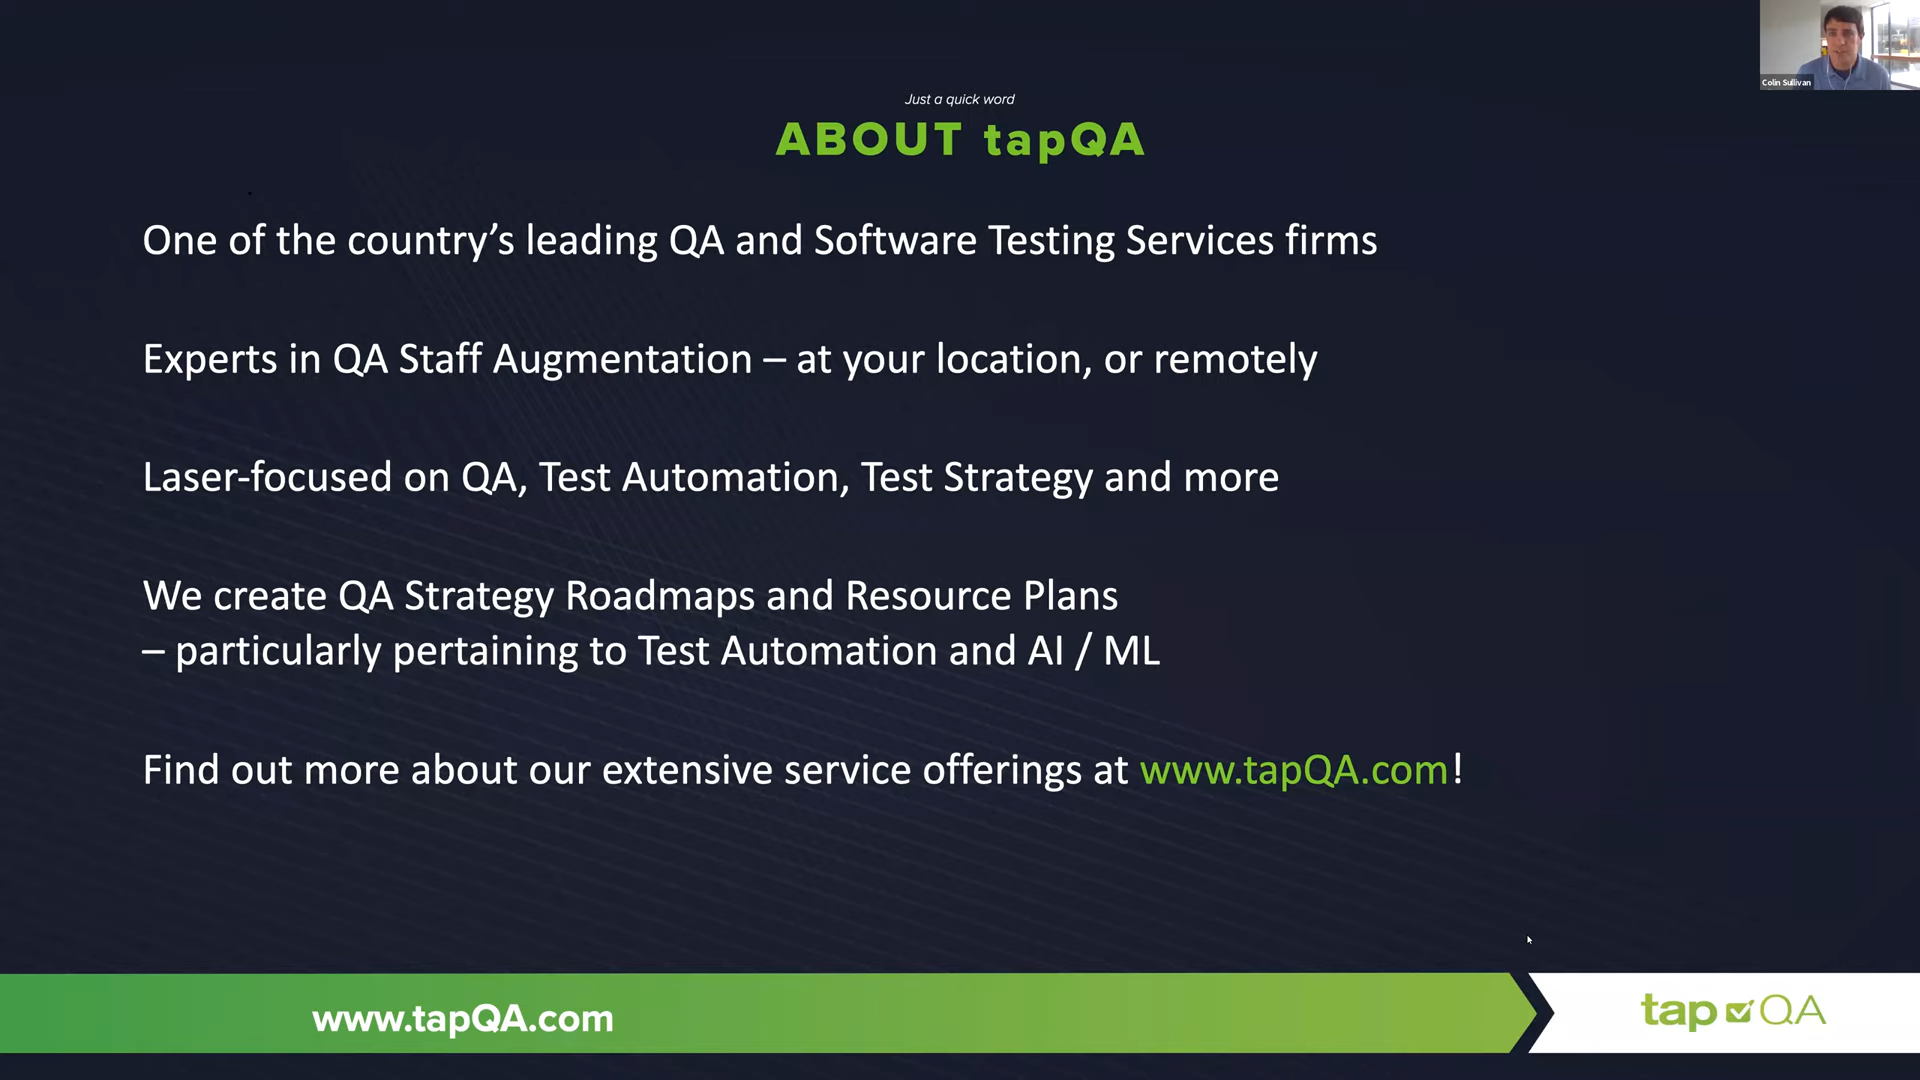 Colin Sullivan
Just a quick word
ABOUT tapQA
One of the country’s leading QA and Software Testing Services firms
Experts in QA Staff Augmentation – at your location, or remotely
Laser-focused on QA, Test Automation, Test Strategy and more
We create QA Strategy Roadmaps and Resource Plans
– particularly pertaining to Test Automation and AI / ML
Find out more about our extensive service offerings at www.tapQA.com!
www.tapQA.com
tap QA